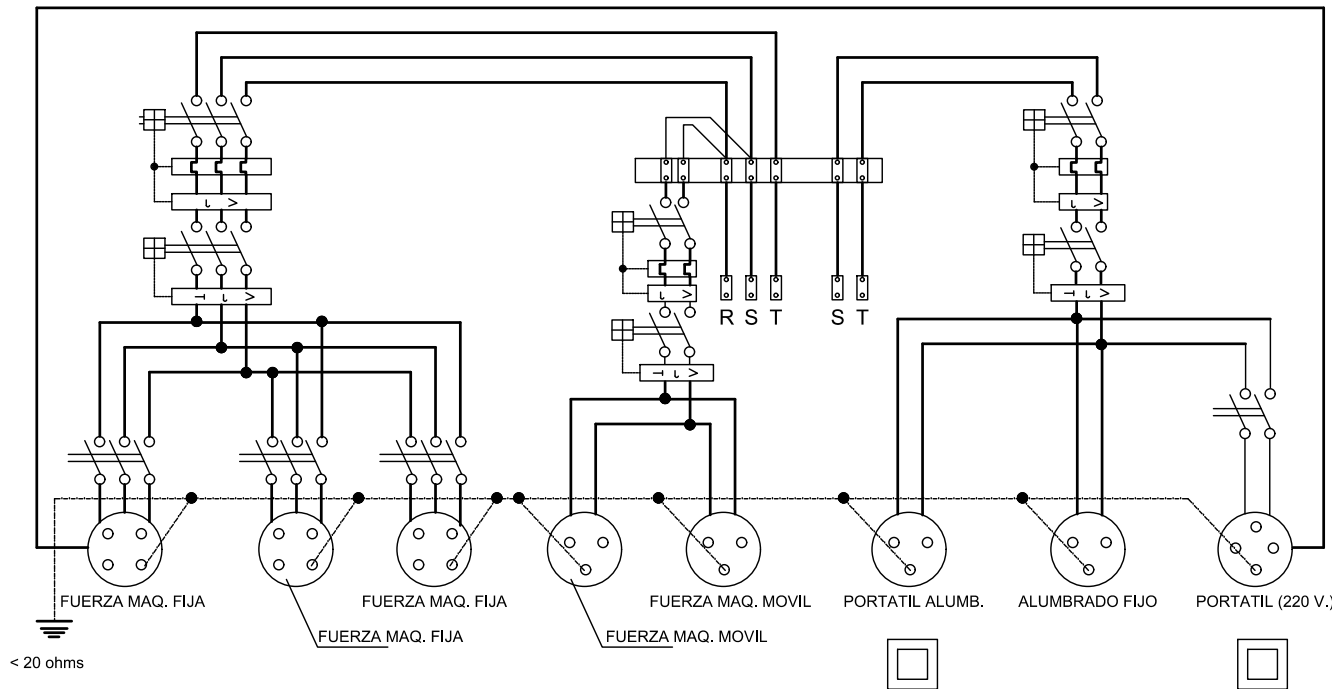 R S T S T
FUERZA MAQ. FIJA FUERZA MAQ. FIJA FUERZA MAQ. MOVIL PORTATIL ALUMB. ALUMBRADO FIJO PORTATIL (220 V.)
FUERZA MAQ. FIJA FUERZA MAQ. MOVIL
< 20 ohms